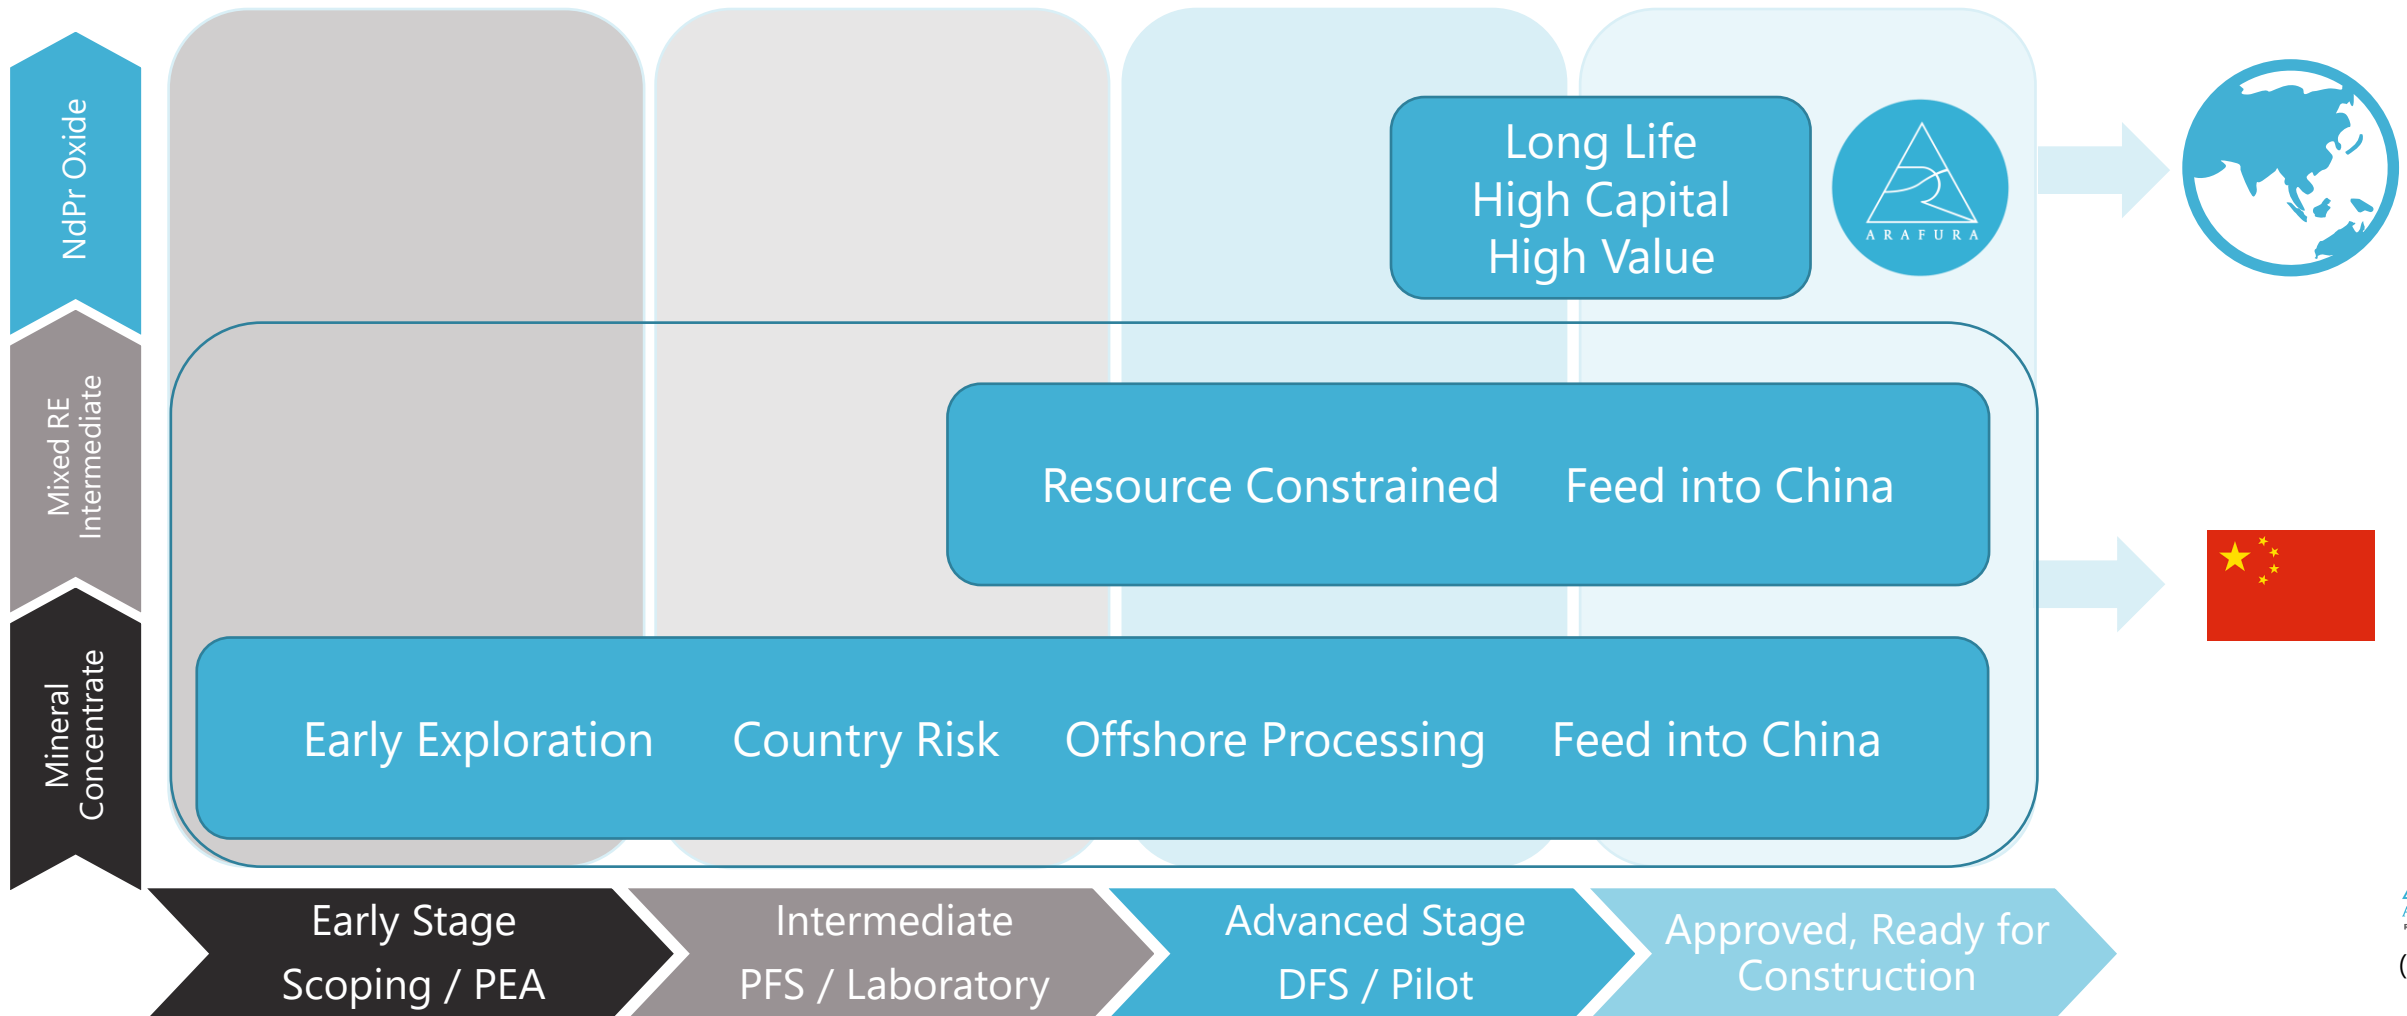 NdPr Oxide
Long Life
High Capital
High Value
ARAFURA
Mixed RE
Intermediate
Resource Constrained
Feed into China
Mineral
Concentrate
Early Exploration
Country Risk
Offshore Processing
Feed into China
Early Stage
Scoping / PEA
Intermediate
PFS / Laboratory
Advanced Stage
DFS / Pilot
Approved, Ready for
Construction